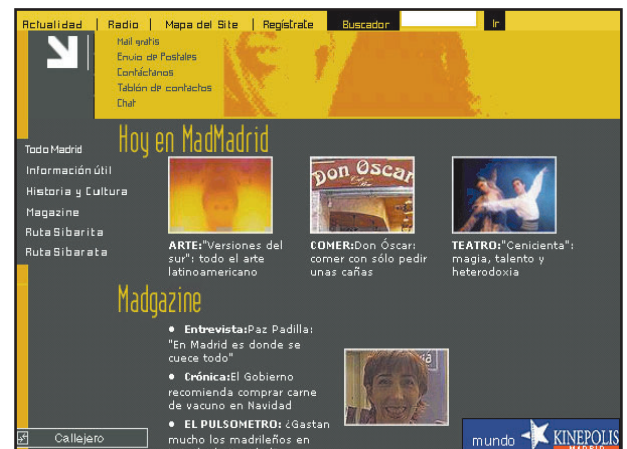 Actualidad | Radio | Mapa del Site | Regístrate Buscador Ir
Mail gratis
Envio de Postales
Contáctanos
Tablón de contactos
Chat
Hoy en MadMadrid
Todo Madrid
Información útil
Historia y Cultura
Magazine
Ruta Sibarita
Ruta Sibarata
Don Oscar
ARTE:"Versiones del
sur": todo el arte
latinoamericano
COMER:Don Óscar:
comer con sólo pedir
unas cañas
TEATRO:"Cenicienta":
magia, talento y
heterodoxia
Madgazine
• Entrevista:Paz Padilla:
"En Madrid es donde se
cuece todo"
• Crónica:El Gobierno
recomienda comprar carne
de vacuno en Navidad
• EL PULSOMETRO: ¿Gastan
mucho los madrileños en
Callejero
mundo KINEPOLIS
MADRID